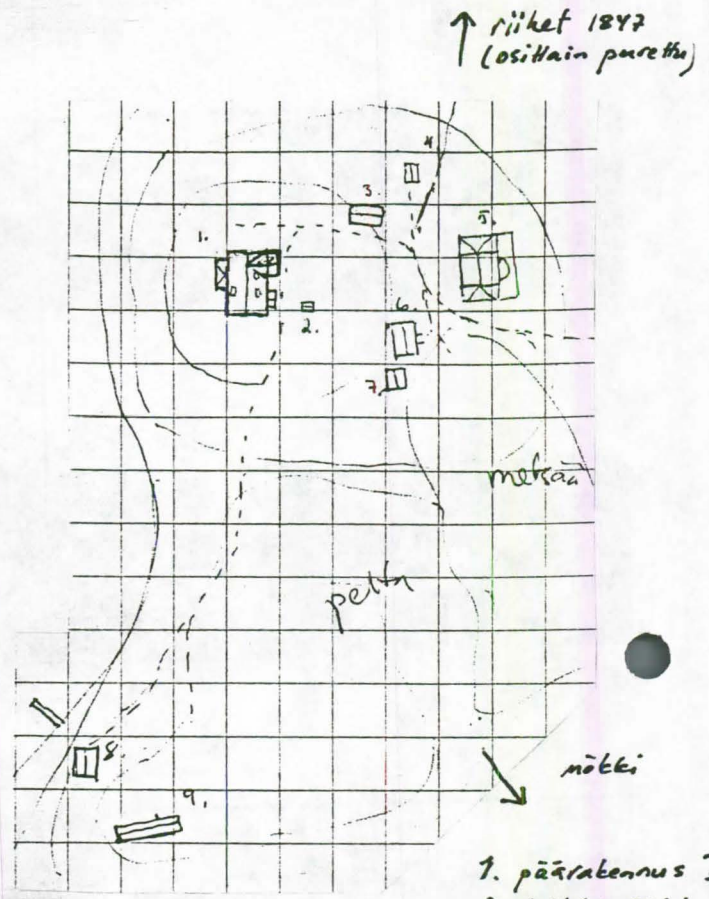 riihet 1847
(osittain purettu)
4
3
5.
1.
2.
6.
7.
metsää
pelto
8
mökki
9.
1. päärakennus